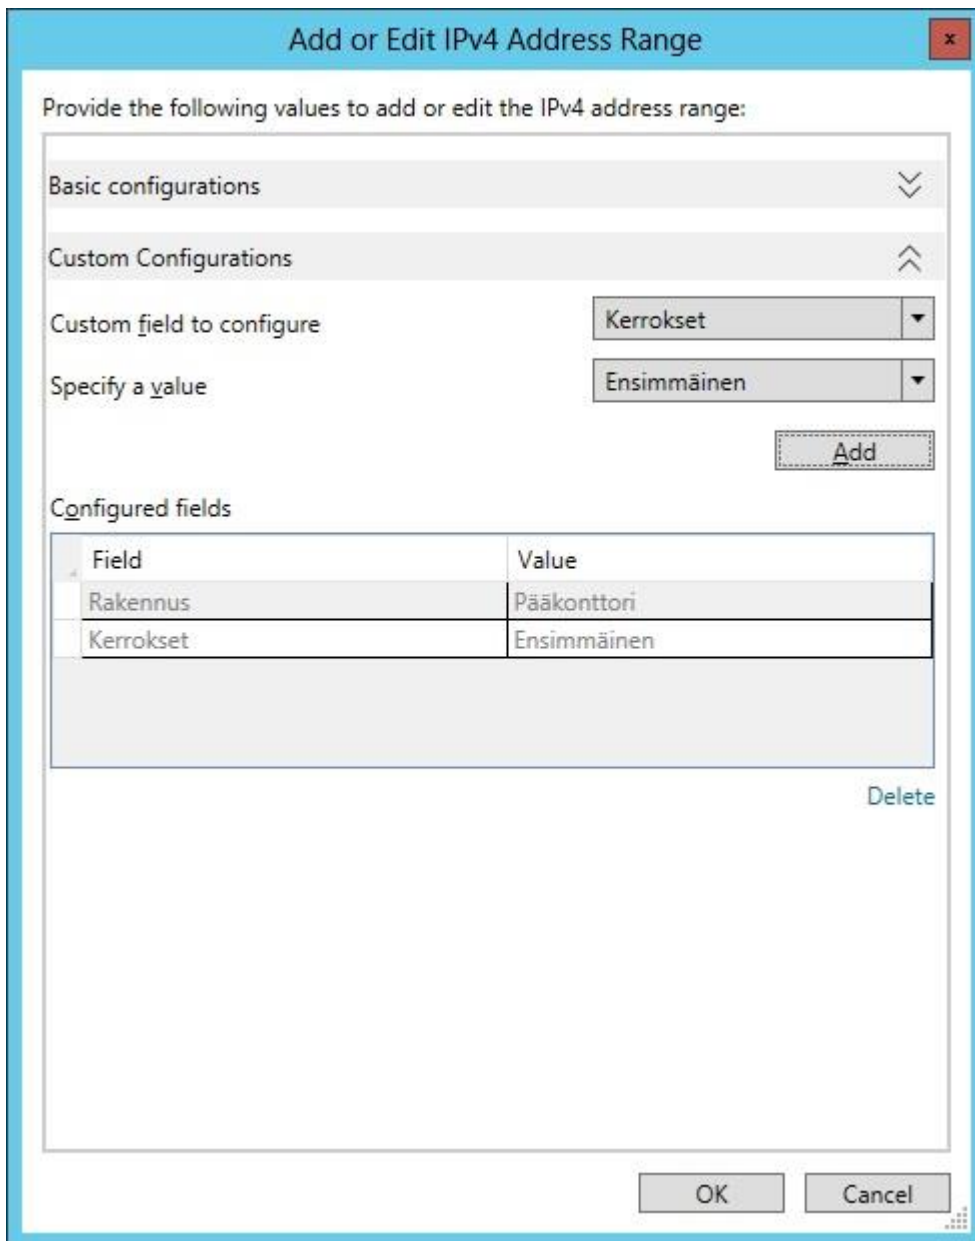 Add or Edit IPv4 Address Range
x
Provide the following values to add or edit the IPv4 address range:
Basic configurations
Custom Configurations
Custom field to configure Kerrokset
Specify a value Ensimmäinen
Add
Configured fields
Field Value
Rakennus Pääkonttori
Kerrokset Ensimmäinen
Delete
OK Cancel